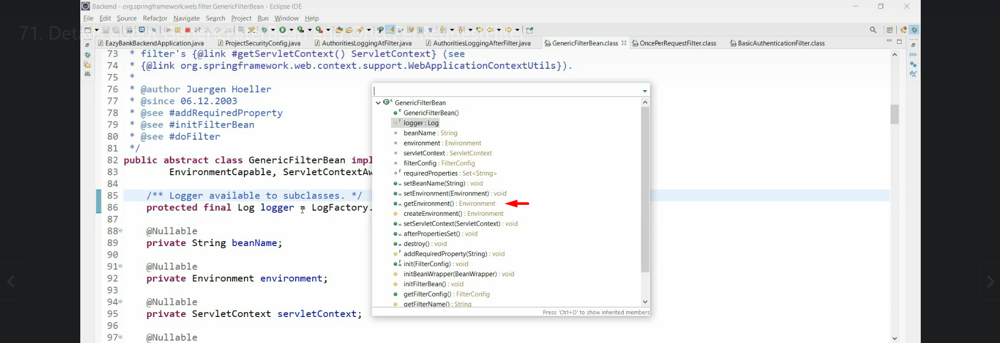 Backend - org.springframework.web.filter.GenericFilterBean - Eclipse IDE
File Edit Source Refactor Navigate Search Project Run Window Help
EazyBankBackendApplication.java ProjectSecurityConfig.java AuthoritiesLoggingAtFilter.java AuthoritiesLoggingAfterFilter.java GenericFilterBean.class OncePerRequestFilter.class BasicAuthenticationFilter.class
73 * filter's {@link #getServletContext() ServletContext} (see
74 * {@link org.springframework.web.context.support.WebApplicationContextUtils}).
75 *
76 * @author Juergen Hoeller
77 * @since 06.12.2003
78 * @see #addRequiredProperty
79 * @see #initFilterBean
80 * @see #doFilter
81 */
82 public abstract class GenericFilterBean impl
83 EnvironmentCapable, ServletContextAw
84
85 /** Logger available to subclasses. */
86 protected final Log logger = LogFactory.
87
88 @Nullable
89 private String beanName;
90
91 @Nullable
92 private Environment environment;
93
94 @Nullable
95 private ServletContext servletContext;
96
97 @Nullable
GenericFilterBean
GenericFilterBean()
logger : Log
beanName : String
environment : Environment
servletContext : ServletContext
filterConfig : FilterConfig
requiredProperties : Set<String>
setBeanName(String) : void
setEnvironment(Environment) : void
getEnvironment() : Environment
createEnvironment() : Environment
setServletContext(ServletContext) : void
afterPropertiesSet() : void
destroy() : void
addRequiredProperty(String) : void
init(FilterConfig) : void
initBeanWrapper(BeanWrapper) : void
initFilterBean() : void
getFilterConfig() : FilterConfig
getFilterName() : String
Press 'Ctrl+O' to show inherited members